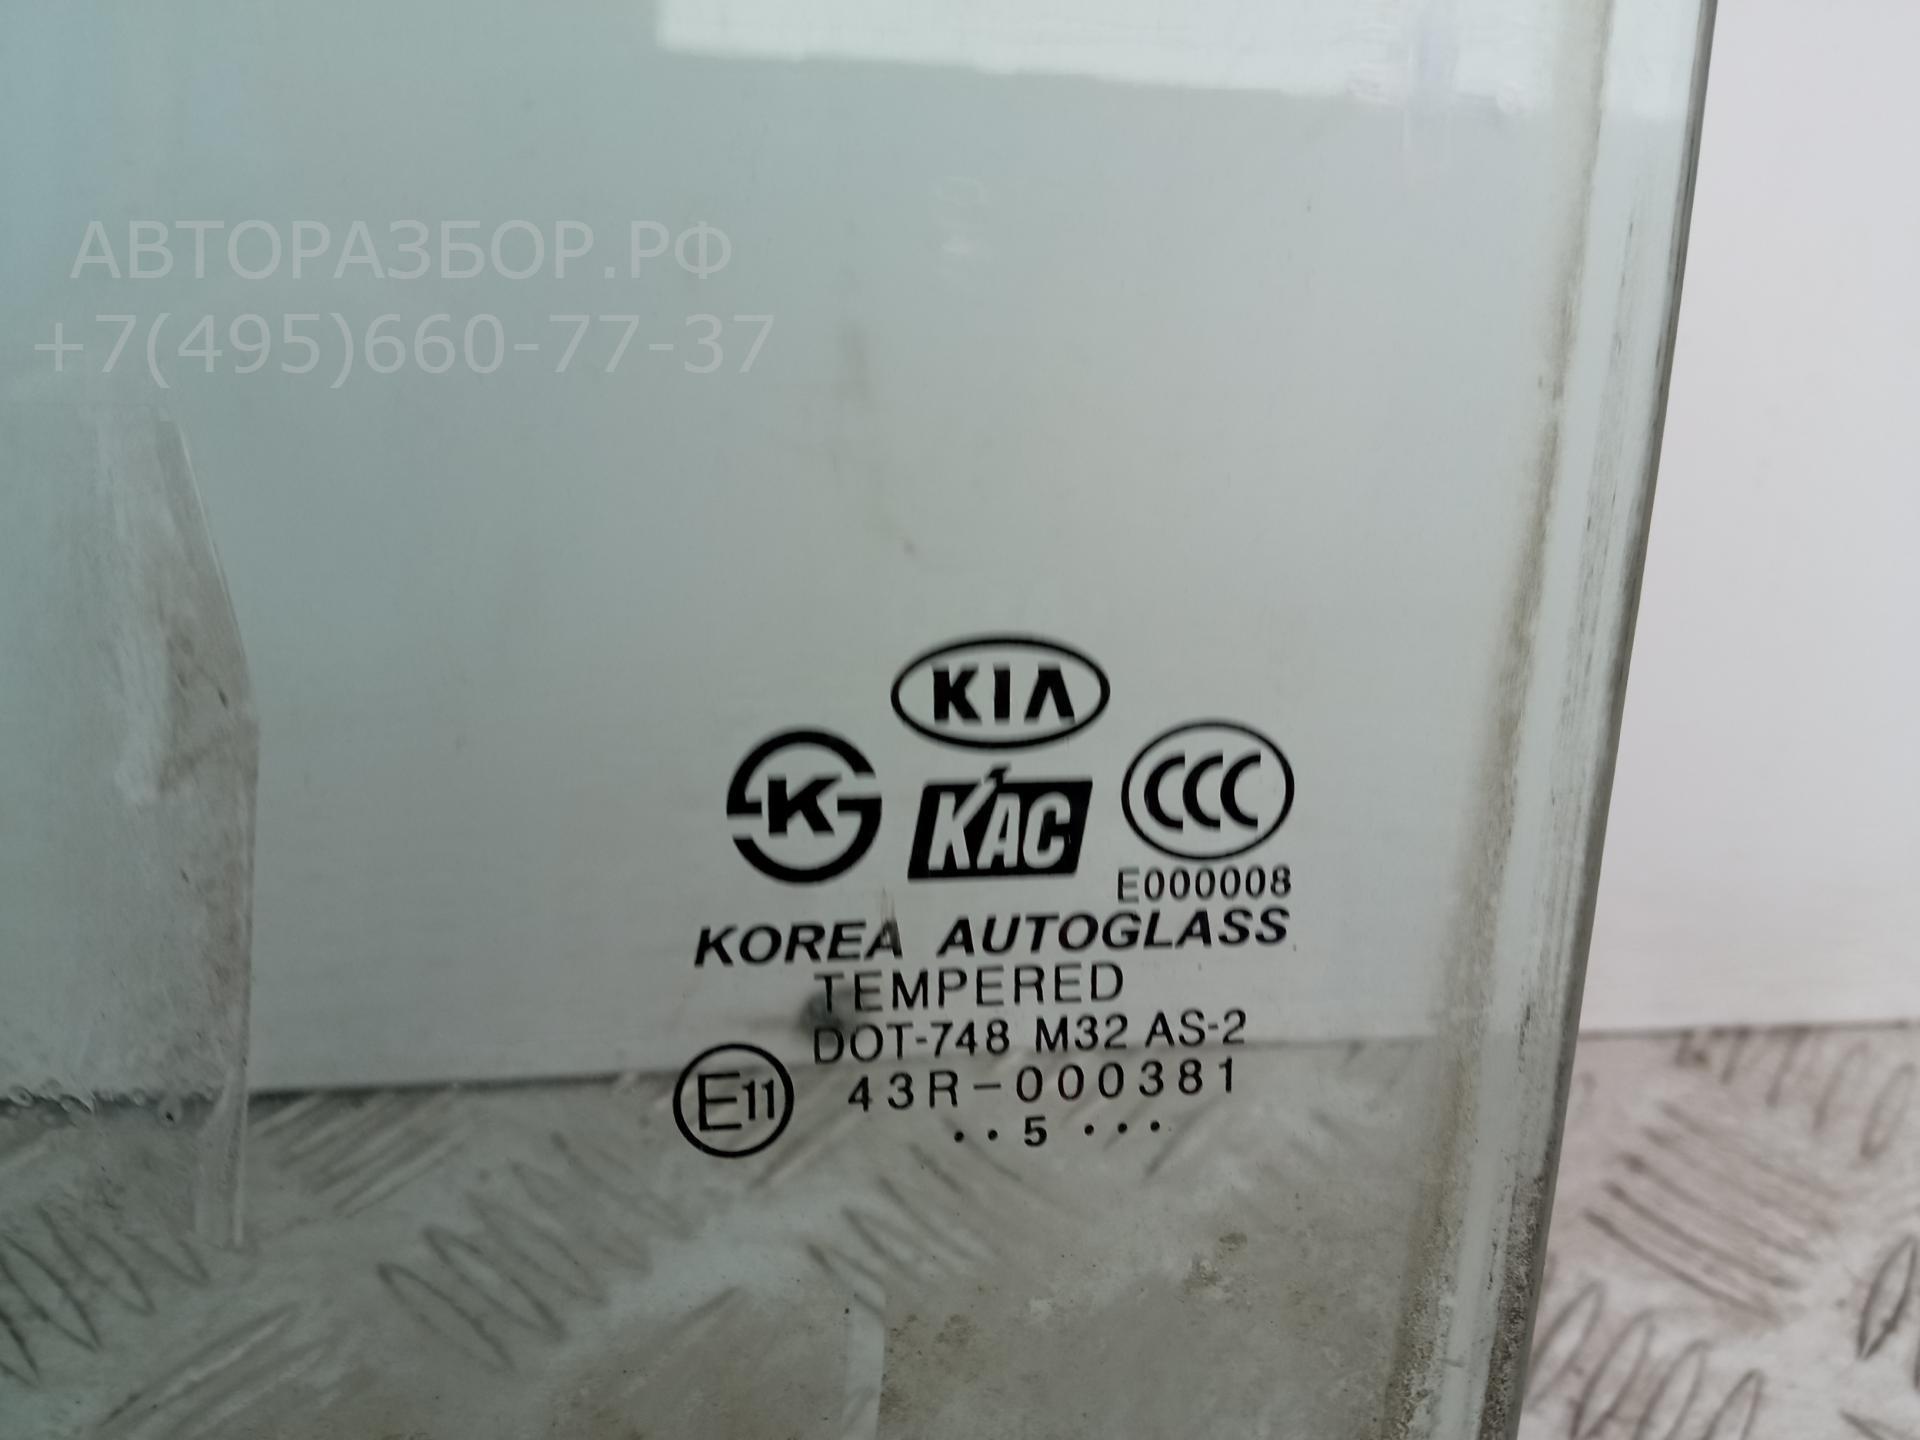 АВТОРАЗБОР.РФ
+7(495)660-77-37
KIA
K
KAC
CCC
E000008
KOREA AUTOGLASS
TEMPERED
DOT-748 M32 AS-2
E11
43R-000381
··5····